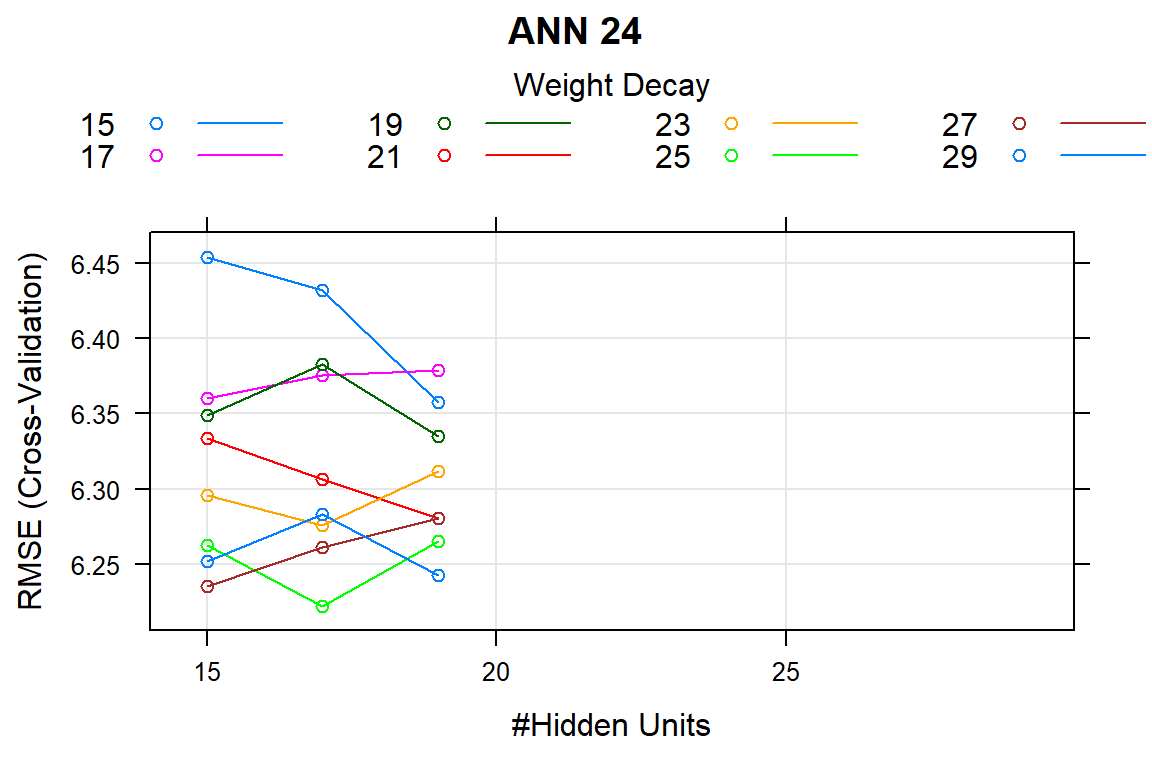 ANN 24
Weight Decay
15 19 23 27
17 21 25 29
RMSE (Cross-Validation)
6.45
6.40
6.35
6.30
6.25
15 20 25
#Hidden Units